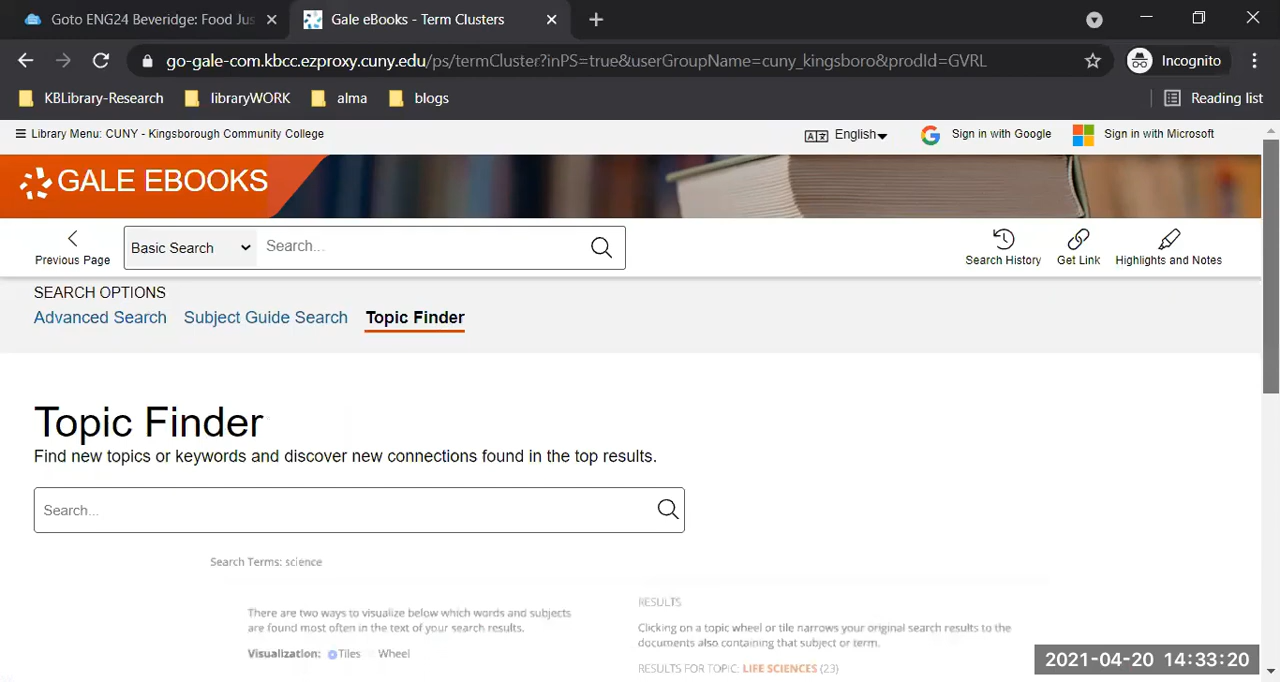 Goto ENG24 Beveridge: Food Jus
Gale eBooks - Term Clusters
go-gale-com.kbcc.ezproxy.cuny.edu/ps/termCluster?inPS=true&userGroupName=cuny_kingsboro&prodId=GVRL
Incognito
KBLibrary-Research
libraryWORK
alma
blogs
Reading list
Library Menu: CUNY - Kingsborough Community College
English
Sign in with Google
Sign in with Microsoft
GALE EBOOKS
Previous Page
Basic Search
Search...
Search History
Get Link
Highlights and Notes
SEARCH OPTIONS
Advanced Search
Subject Guide Search
Topic Finder
Topic Finder
Find new topics or keywords and discover new connections found in the top results.
Search...
Search Terms: science
There are two ways to visualize below which words and subjects
are found most often in the text of your search results.
Visualization: Tiles Wheel
RESULTS
Clicking on a topic wheel or tile narrows your original search results to the
documents also containing that subject or term.
RESULTS FOR TOPIC: LIFE SCIENCES (23)
2021-04-20 14:33:20